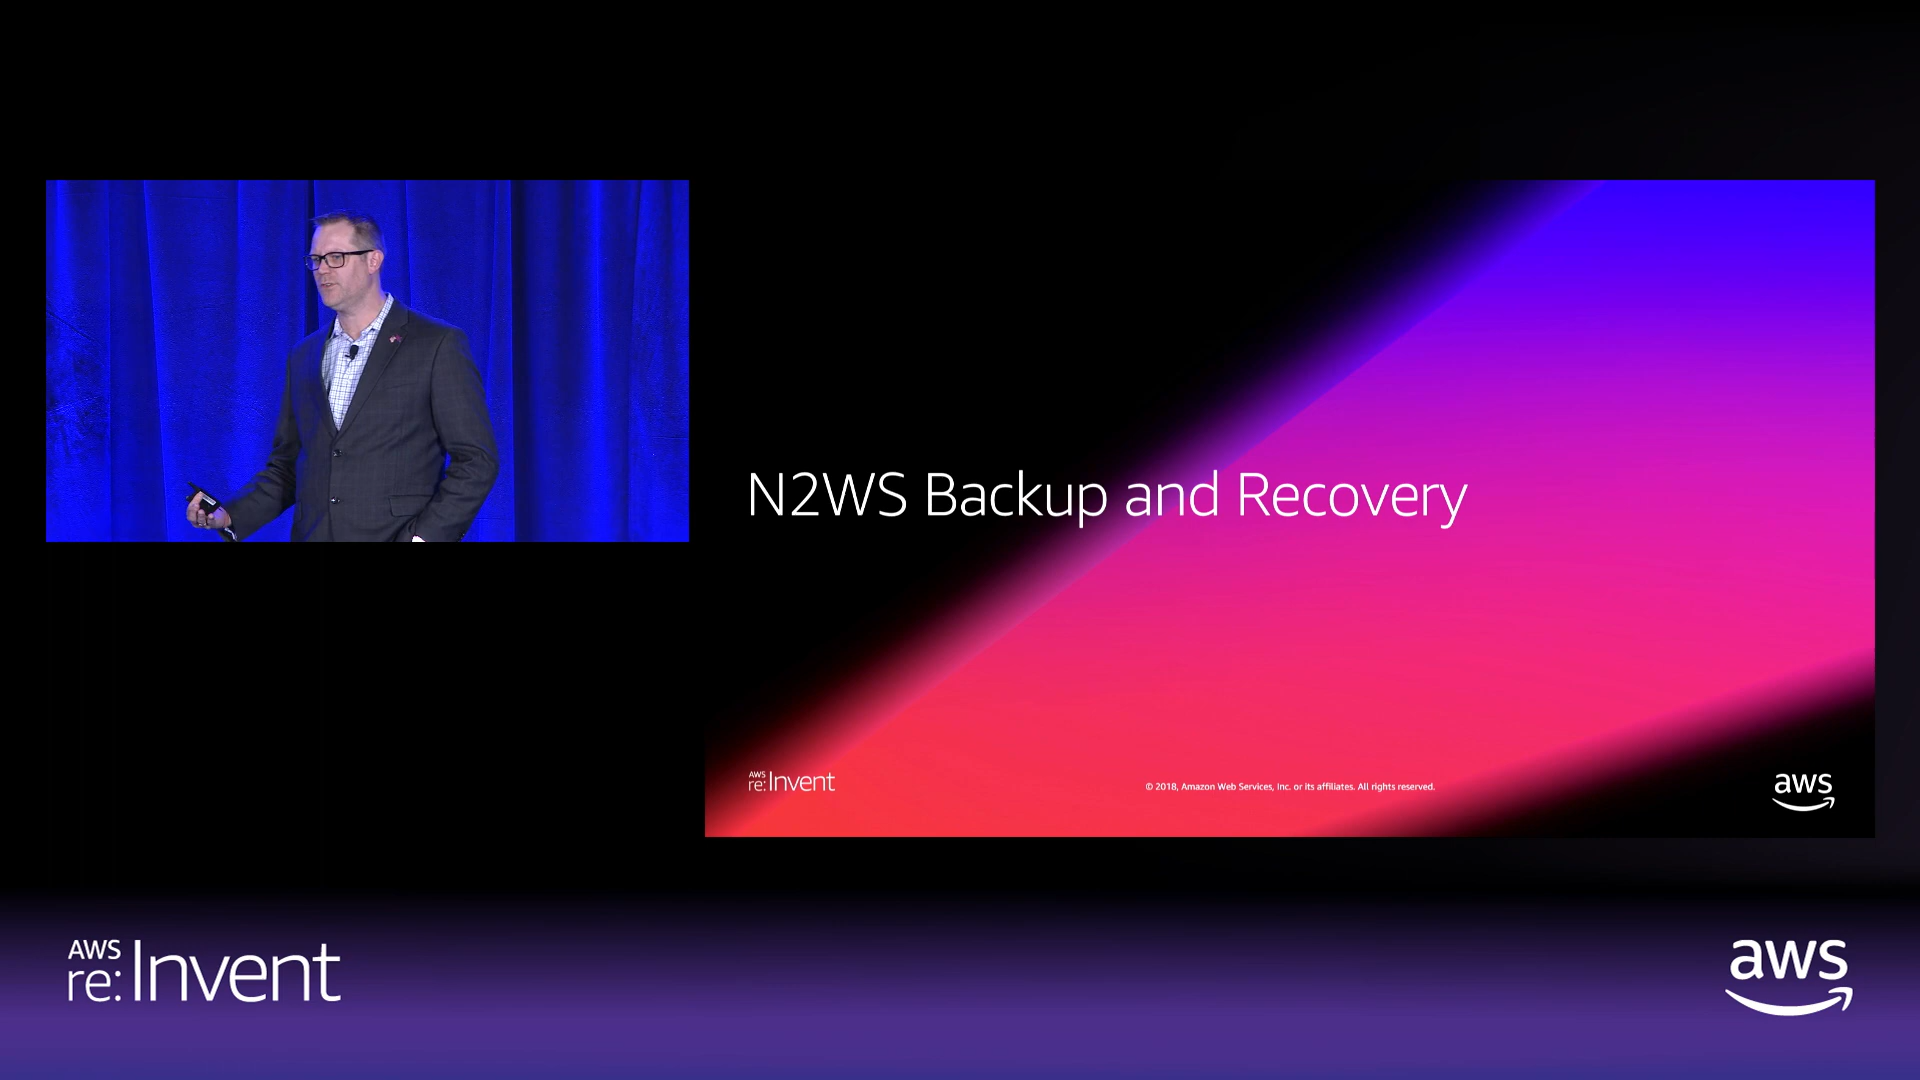 N2WS Backup and Recovery
AWS
re:Invent
© 2018, Amazon Web Services, Inc. or its affiliates. All rights reserved.
aws
AWS
re:Invent
aws